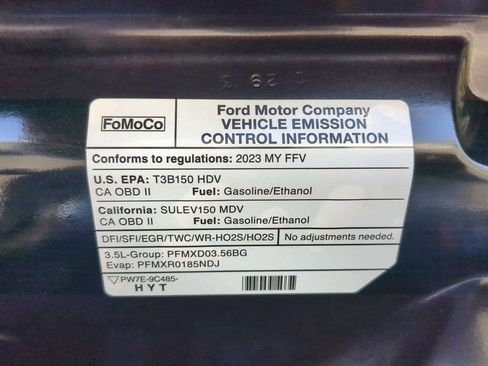 FoMoCo
Ford Motor Company
VEHICLE EMISSION
CONTROL INFORMATION
Conforms to regulations: 2023 MY FFV
U.S. EPA: T3B150 HDV
CA OBD II Fuel: Gasoline/Ethanol
California: SULEV150 MDV
CA OBD II Fuel: Gasoline/Ethanol
DFI/SFI/EGR/TWC/WR-HO2S/HO2S No adjustments needed.
3.5L-Group: PFMXD03.56BG
Evap: PFMXR0185NDJ
PW7E-9C485-
HYT